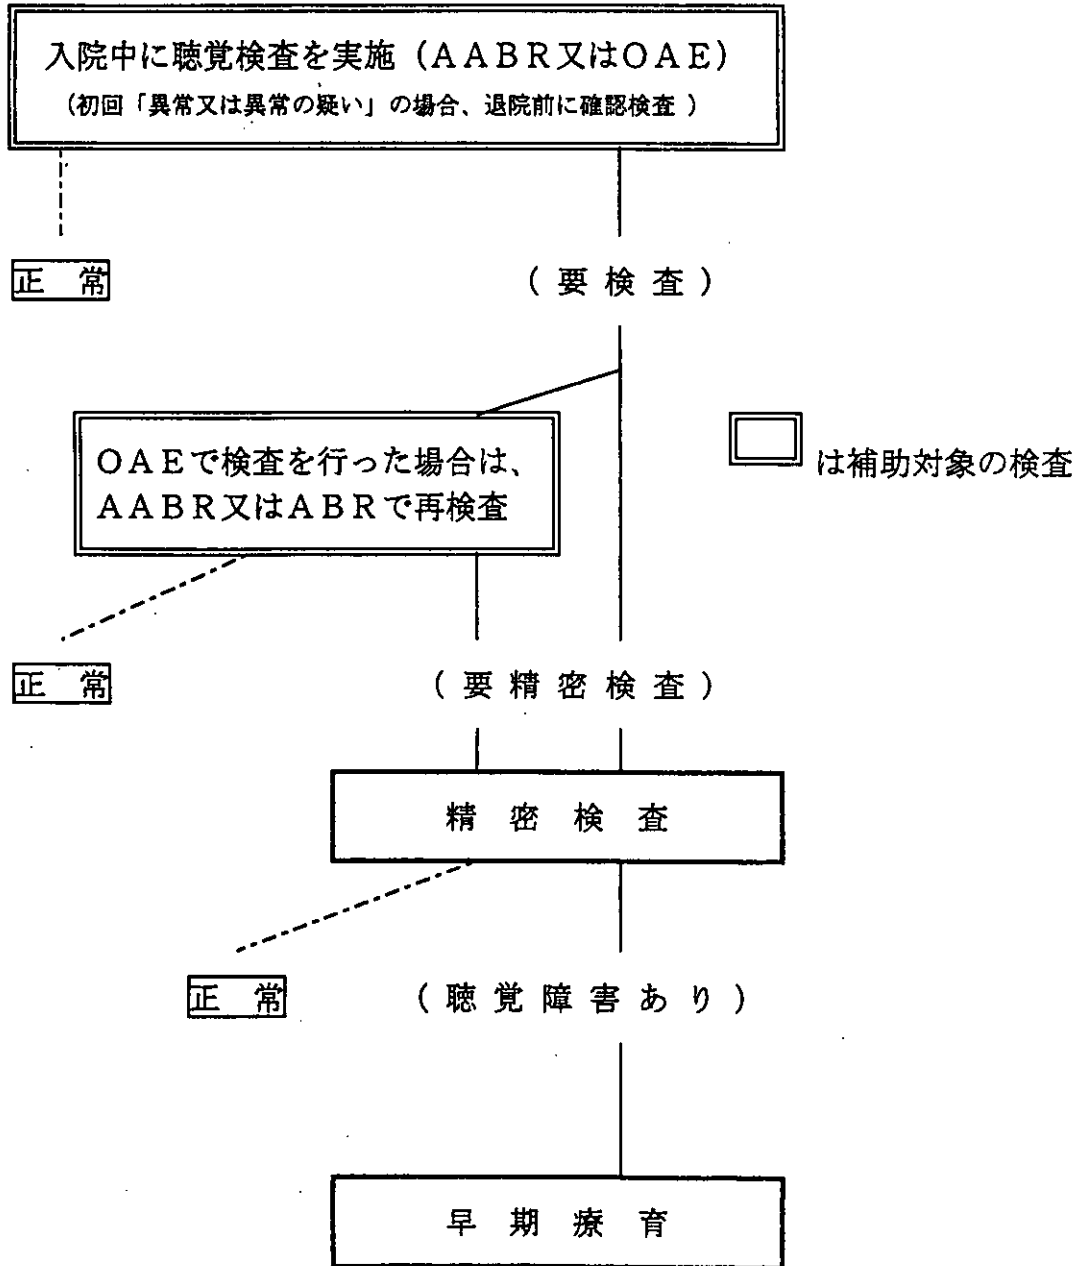 入院中に聴覚検査を実施（ＡＡＢＲ又はＯＡＥ）
（初回「異常又は異常の疑い」の場合、退院前に確認検査）
正　常
（要検査）
ＯＡＥで検査を行った場合は、
ＡＡＢＲ又はＡＢＲで再検査
は補助対象の検査
正　常
（要精密検査）
精　密　検　査
正　常
（聴覚障害あり）
早　期　療　育